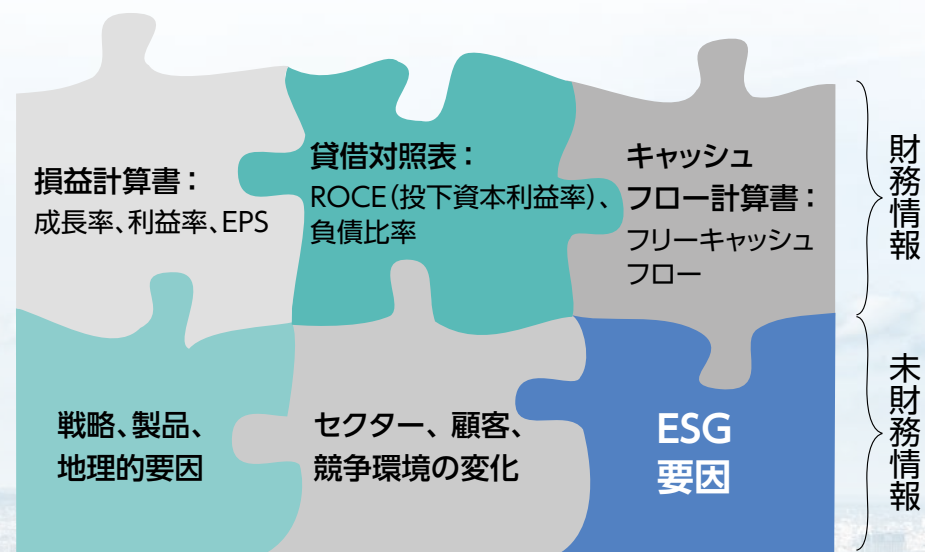 損益計算書：
成長率、利益率、EPS
貸借対照表：
ROCE（投下資本利益率）、
負債比率
キャッシュ
フロー計算書：
フリーキャッシュ
フロー
財務情報
戦略、製品、
地理的要因
セクター、顧客、
競争環境の変化
ESG
要因
未財務情報